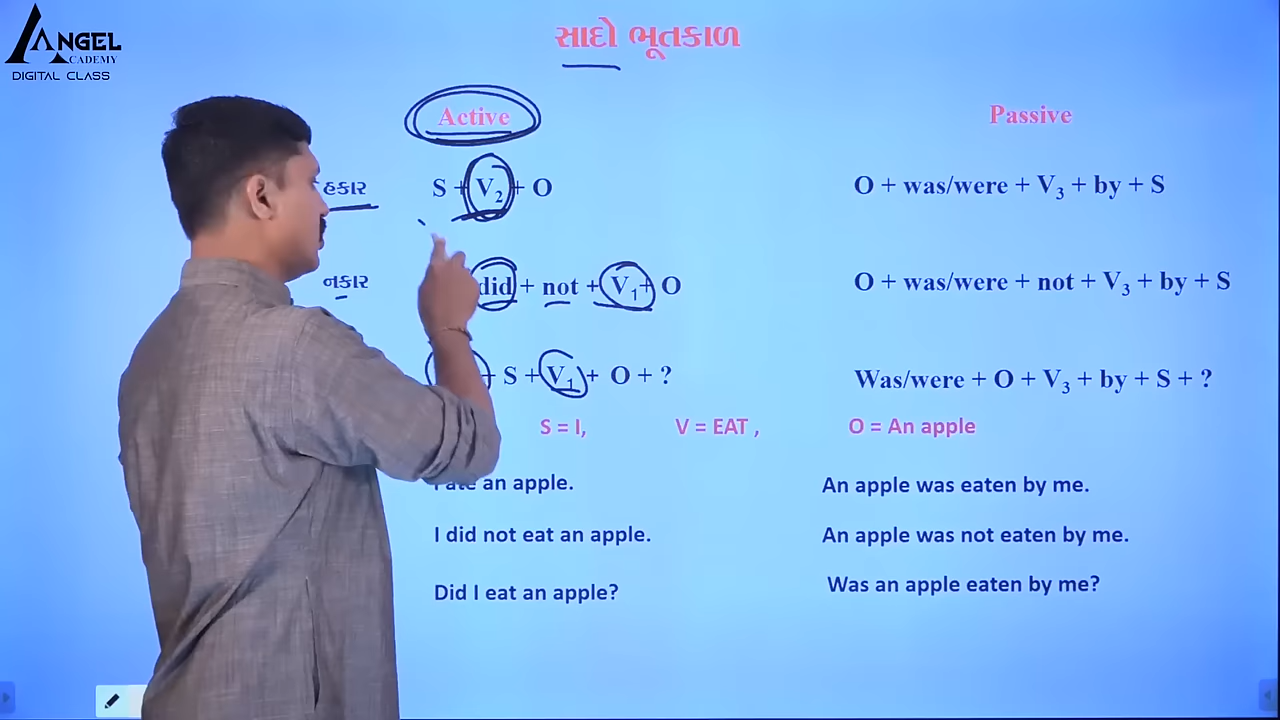 ANGEL
ACADEMY
DIGITAL CLASS
સાદો ભૂતકાળ
Active Passive
હકાર S + V₂ + O O + was/were + V₃ + by + S
નકાર did + not + V₁+ O O + was/were + not + V₃ + by + S
+ S + V₁ + O + ? Was/were + O + V₃ + by + S + ?
S = I, V = EAT , O = An apple
I ate an apple. An apple was eaten by me.
I did not eat an apple. An apple was not eaten by me.
Did I eat an apple? Was an apple eaten by me?